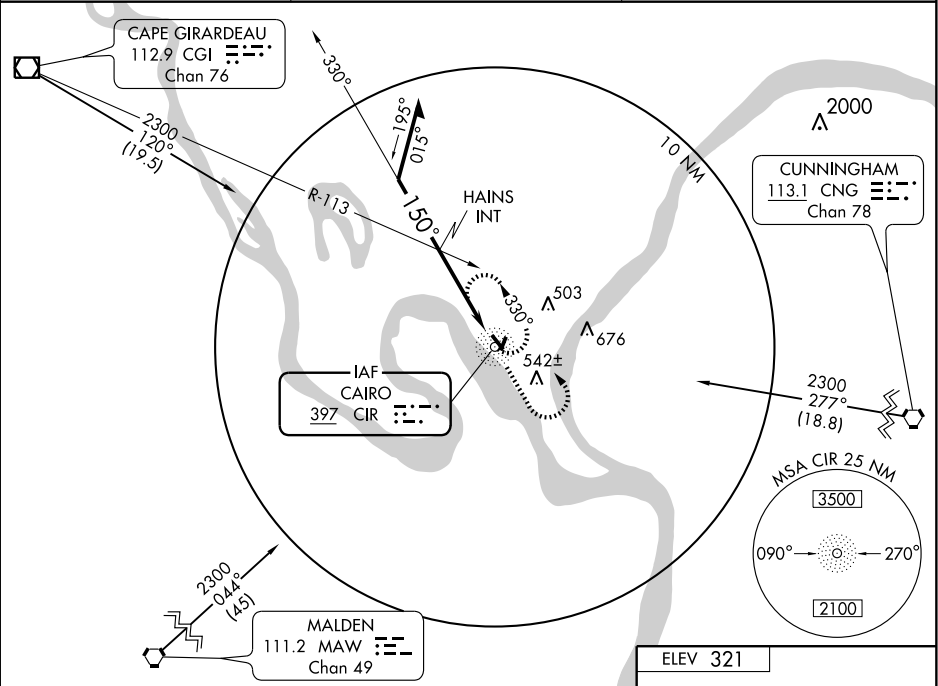 CAPE GIRARDEAU
112.9 CGI
Chan 76
2300
120°
(19.5)
R-113
330°
195°
015°
150°
HAINS
INT
10 NM
2000
CUNNINGHAM
113.1 CNG
Chan 78
330°
503
676
542±
IAF
CAIRO
397 CIR
2300
277°
(18.8)
MSA CIR 25 NM
3500
090°
270°
2100
2300
044°
(45)
MALDEN
111.2 MAW
Chan 49
ELEV 321